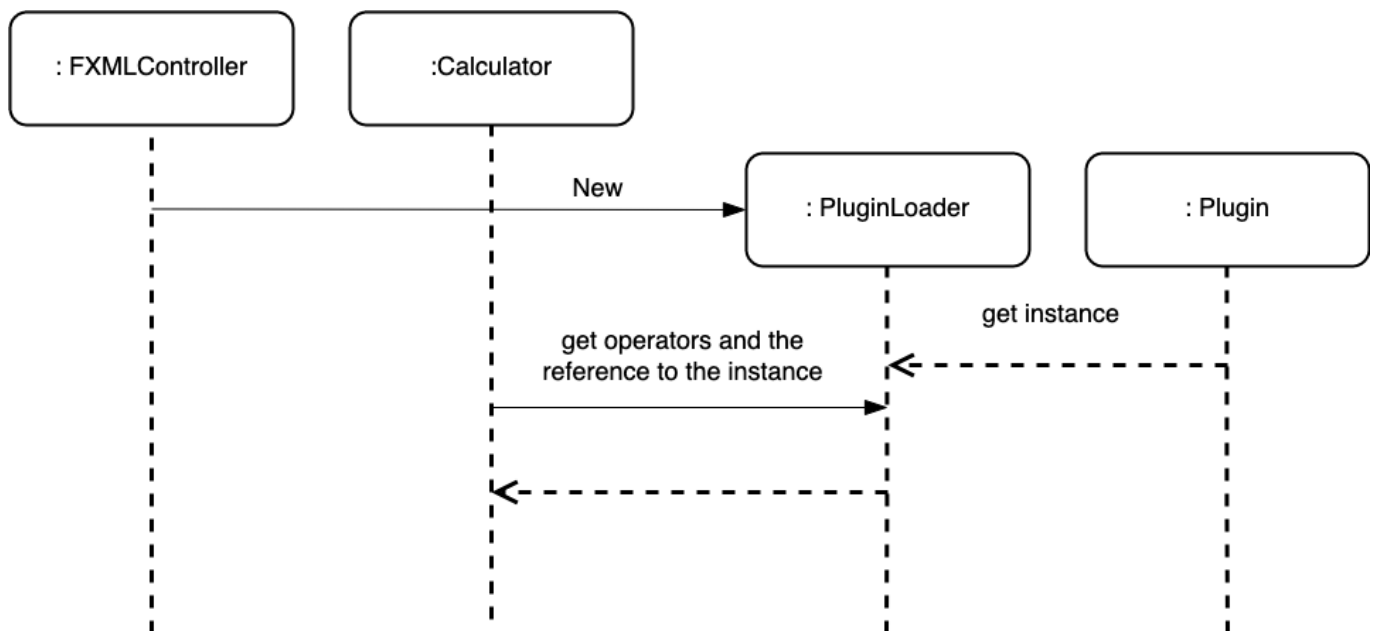 : FXMLController
:Calculator
New
: PluginLoader
: Plugin
get instance
get operators and the
reference to the instance